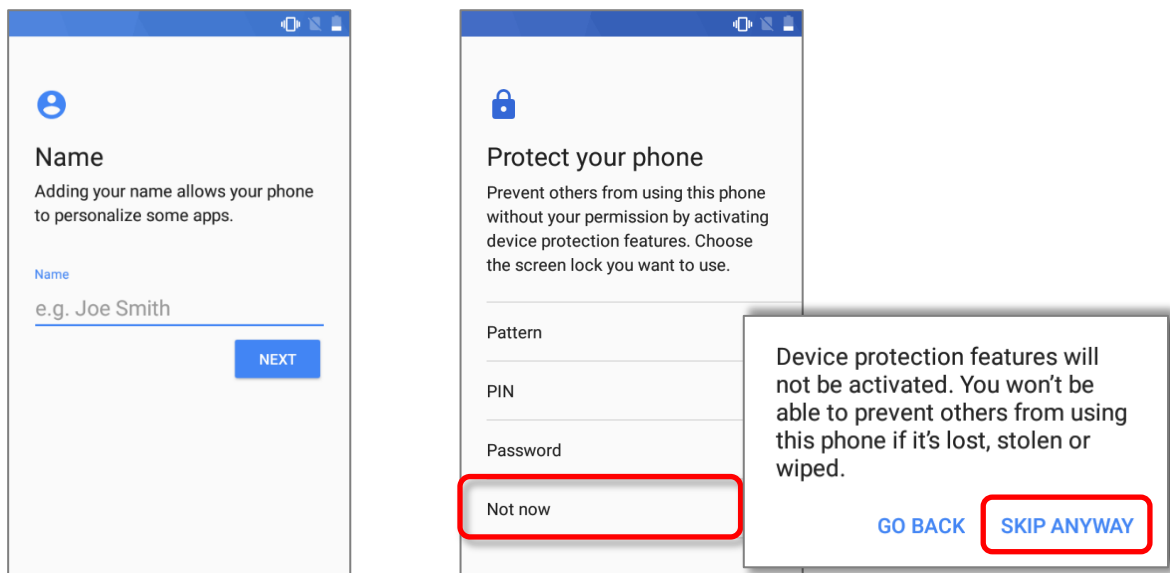 Name
Adding your name allows your phone
to personalize some apps.
Name
e.g. Joe Smith
NEXT
Protect your phone
Prevent others from using this phone
without your permission by activating
device protection features. Choose
the screen lock you want to use.
Pattern
PIN
Password
Not now
Device protection features will
not be activated. You won’t be
able to prevent others from using
this phone if it’s lost, stolen or
wiped.
GO BACK SKIP ANYWAY